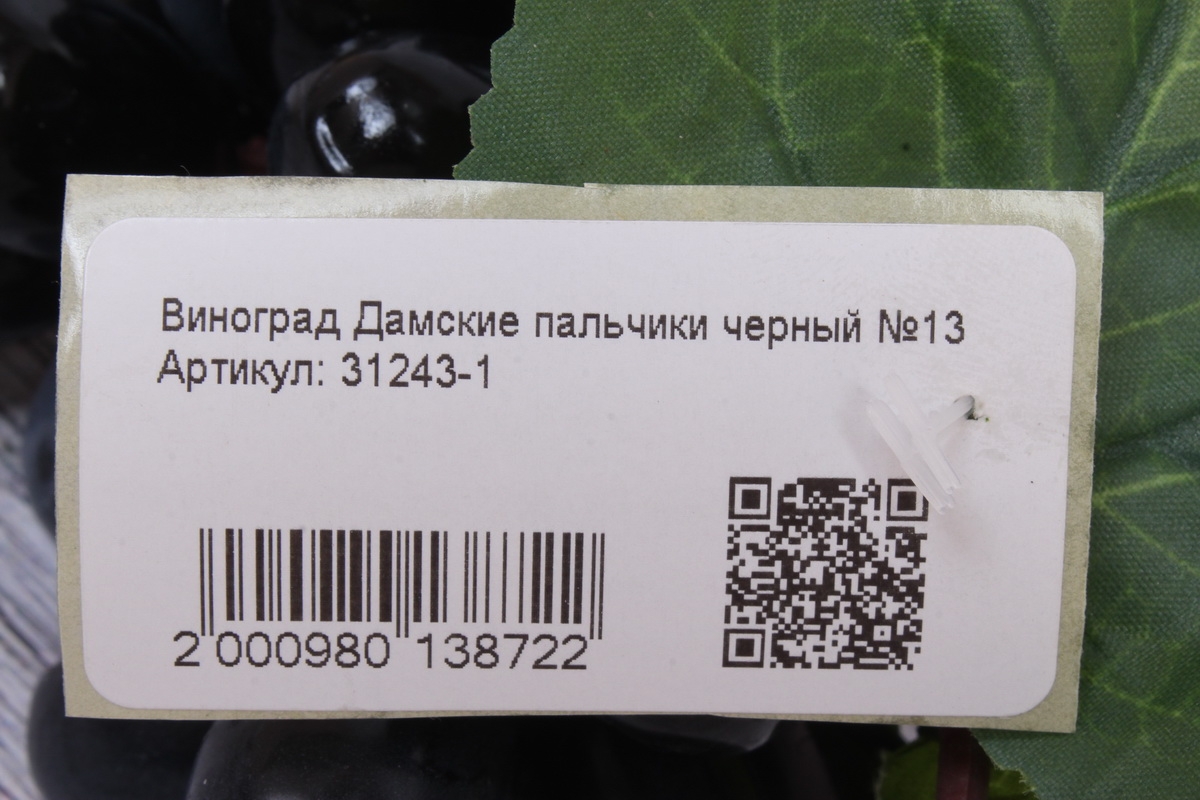 Виноград Дамские пальчики черный №13
Артикул: 31243-1
2 000980 138722